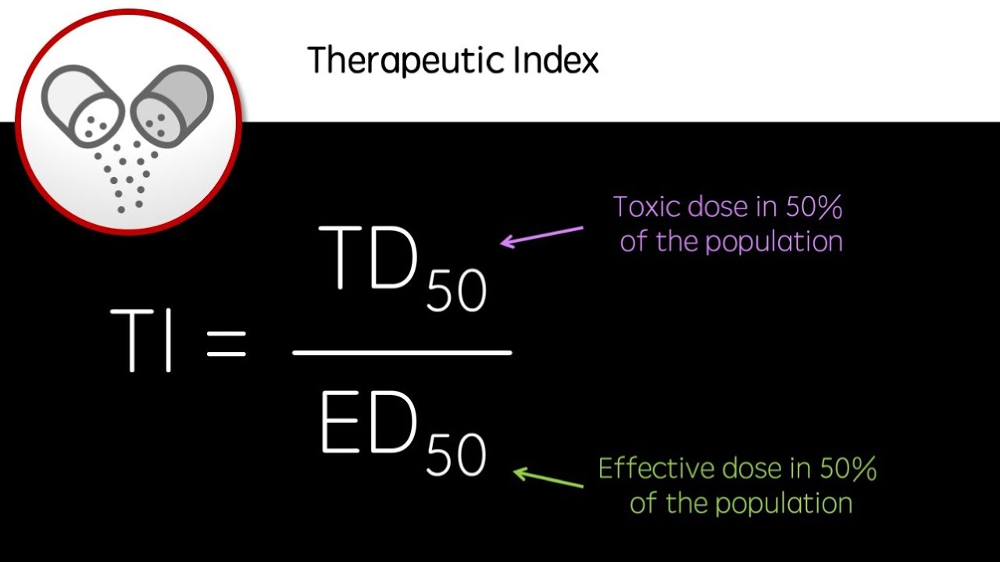 Therapeutic Index
Toxic dose in 50%
of the population
TD50
TI =
ED50
Effective dose in 50%
of the population